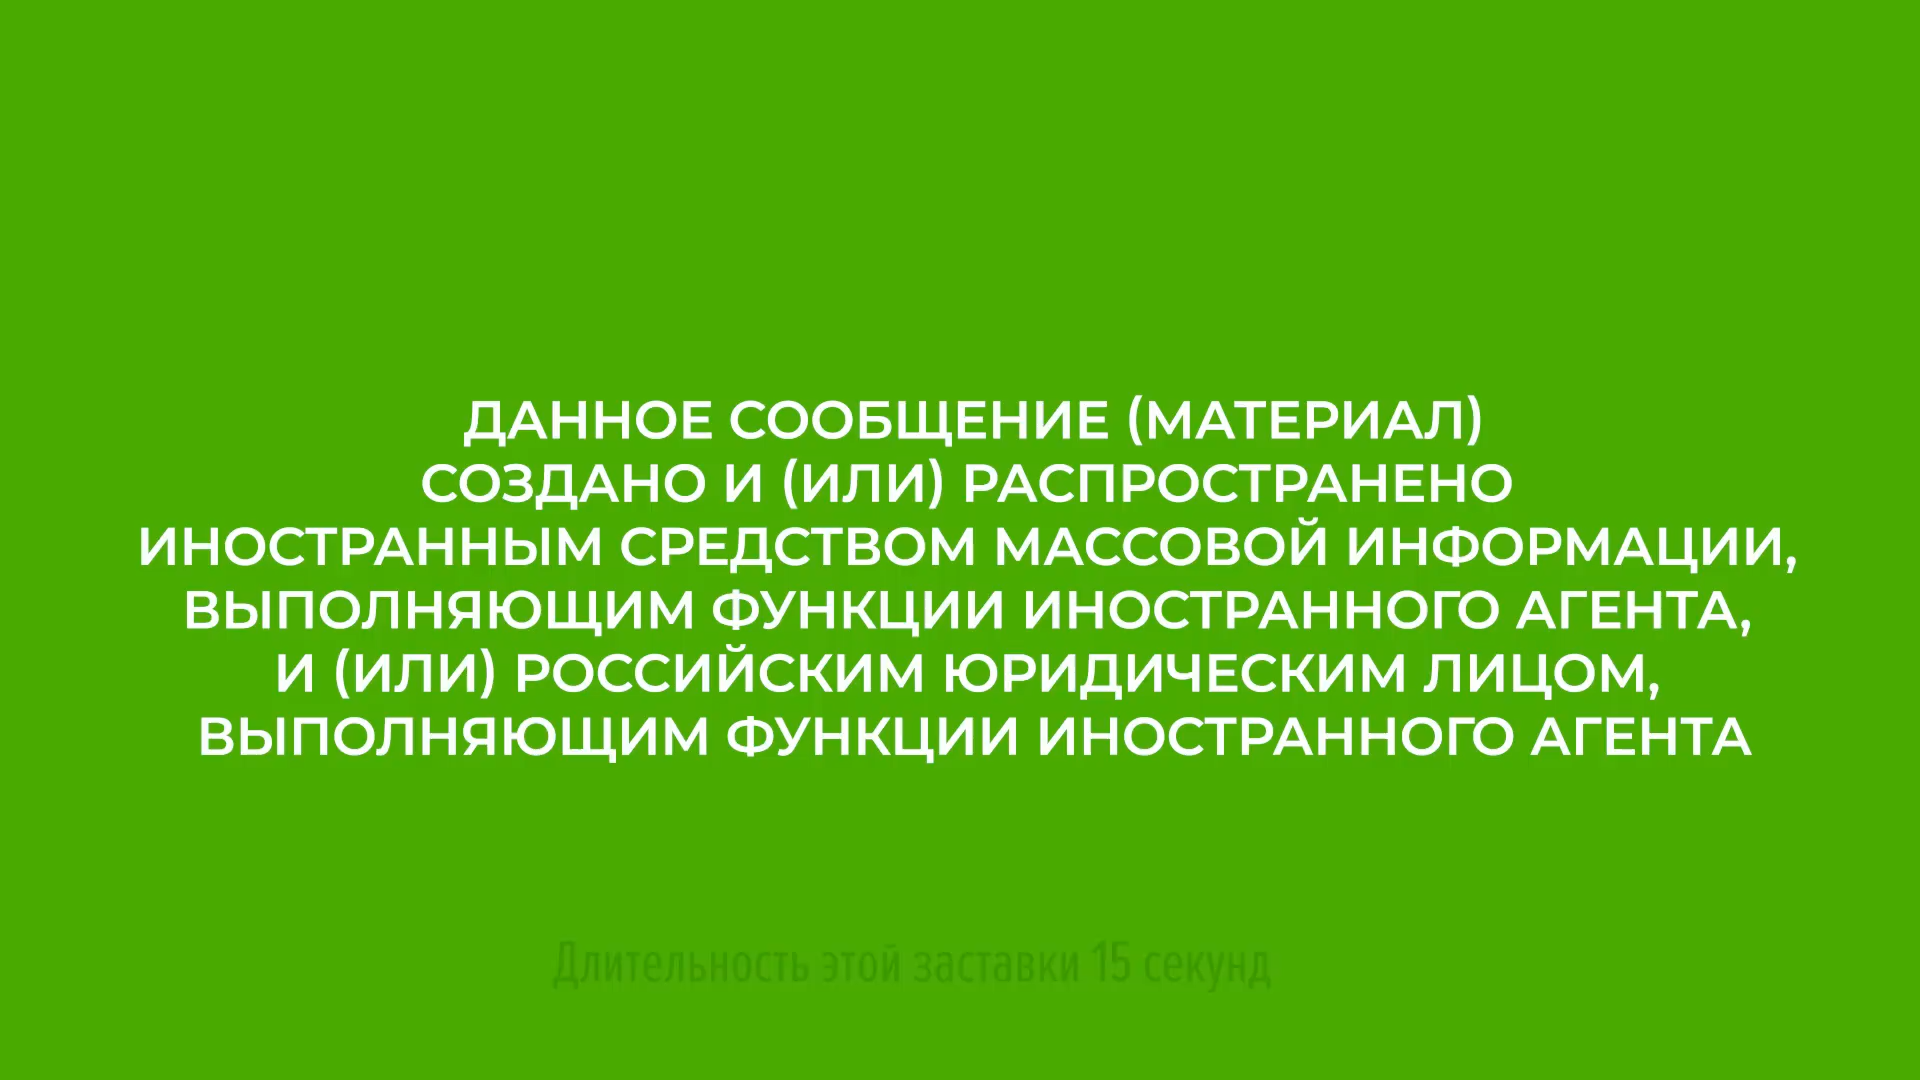 ДАННОЕ СООБЩЕНИЕ (МАТЕРИАЛ)
СОЗДАНО И (ИЛИ) РАСПРОСТРАНЕНО
ИНОСТРАННЫМ СРЕДСТВОМ МАССОВОЙ ИНФОРМАЦИИ,
ВЫПОЛНЯЮЩИМ ФУНКЦИИ ИНОСТРАННОГО АГЕНТА,
И (ИЛИ) РОССИЙСКИМ ЮРИДИЧЕСКИМ ЛИЦОМ,
ВЫПОЛНЯЮЩИМ ФУНКЦИИ ИНОСТРАННОГО АГЕНТА
Длительность этой заставки 15 секунд